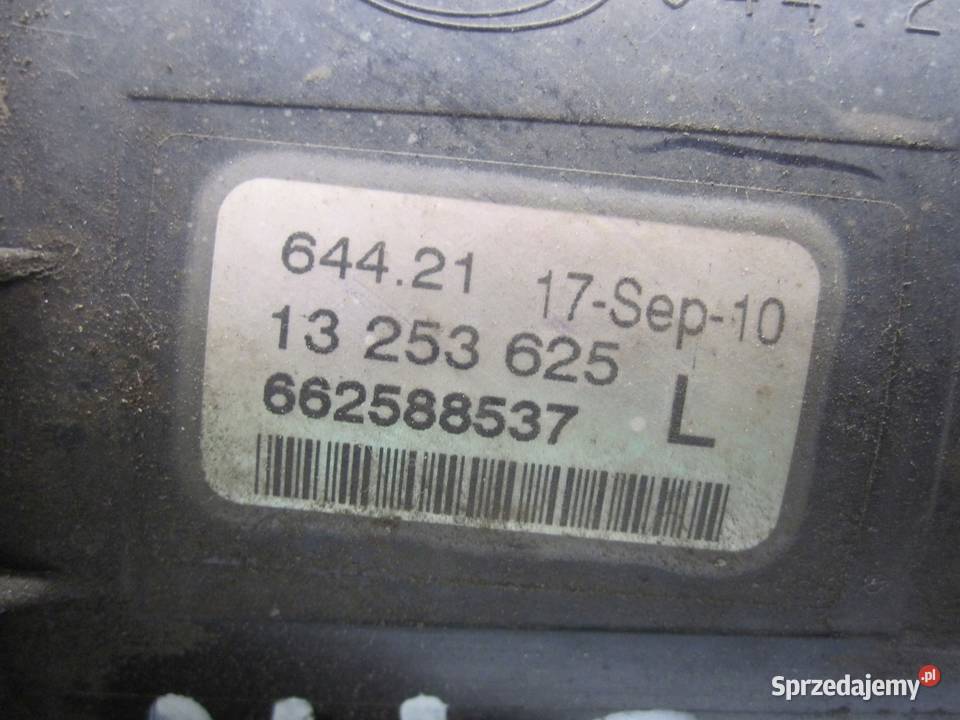 644.21 17-Sep-10
13 253 625
662588537 L
Sprzedajemy.pl